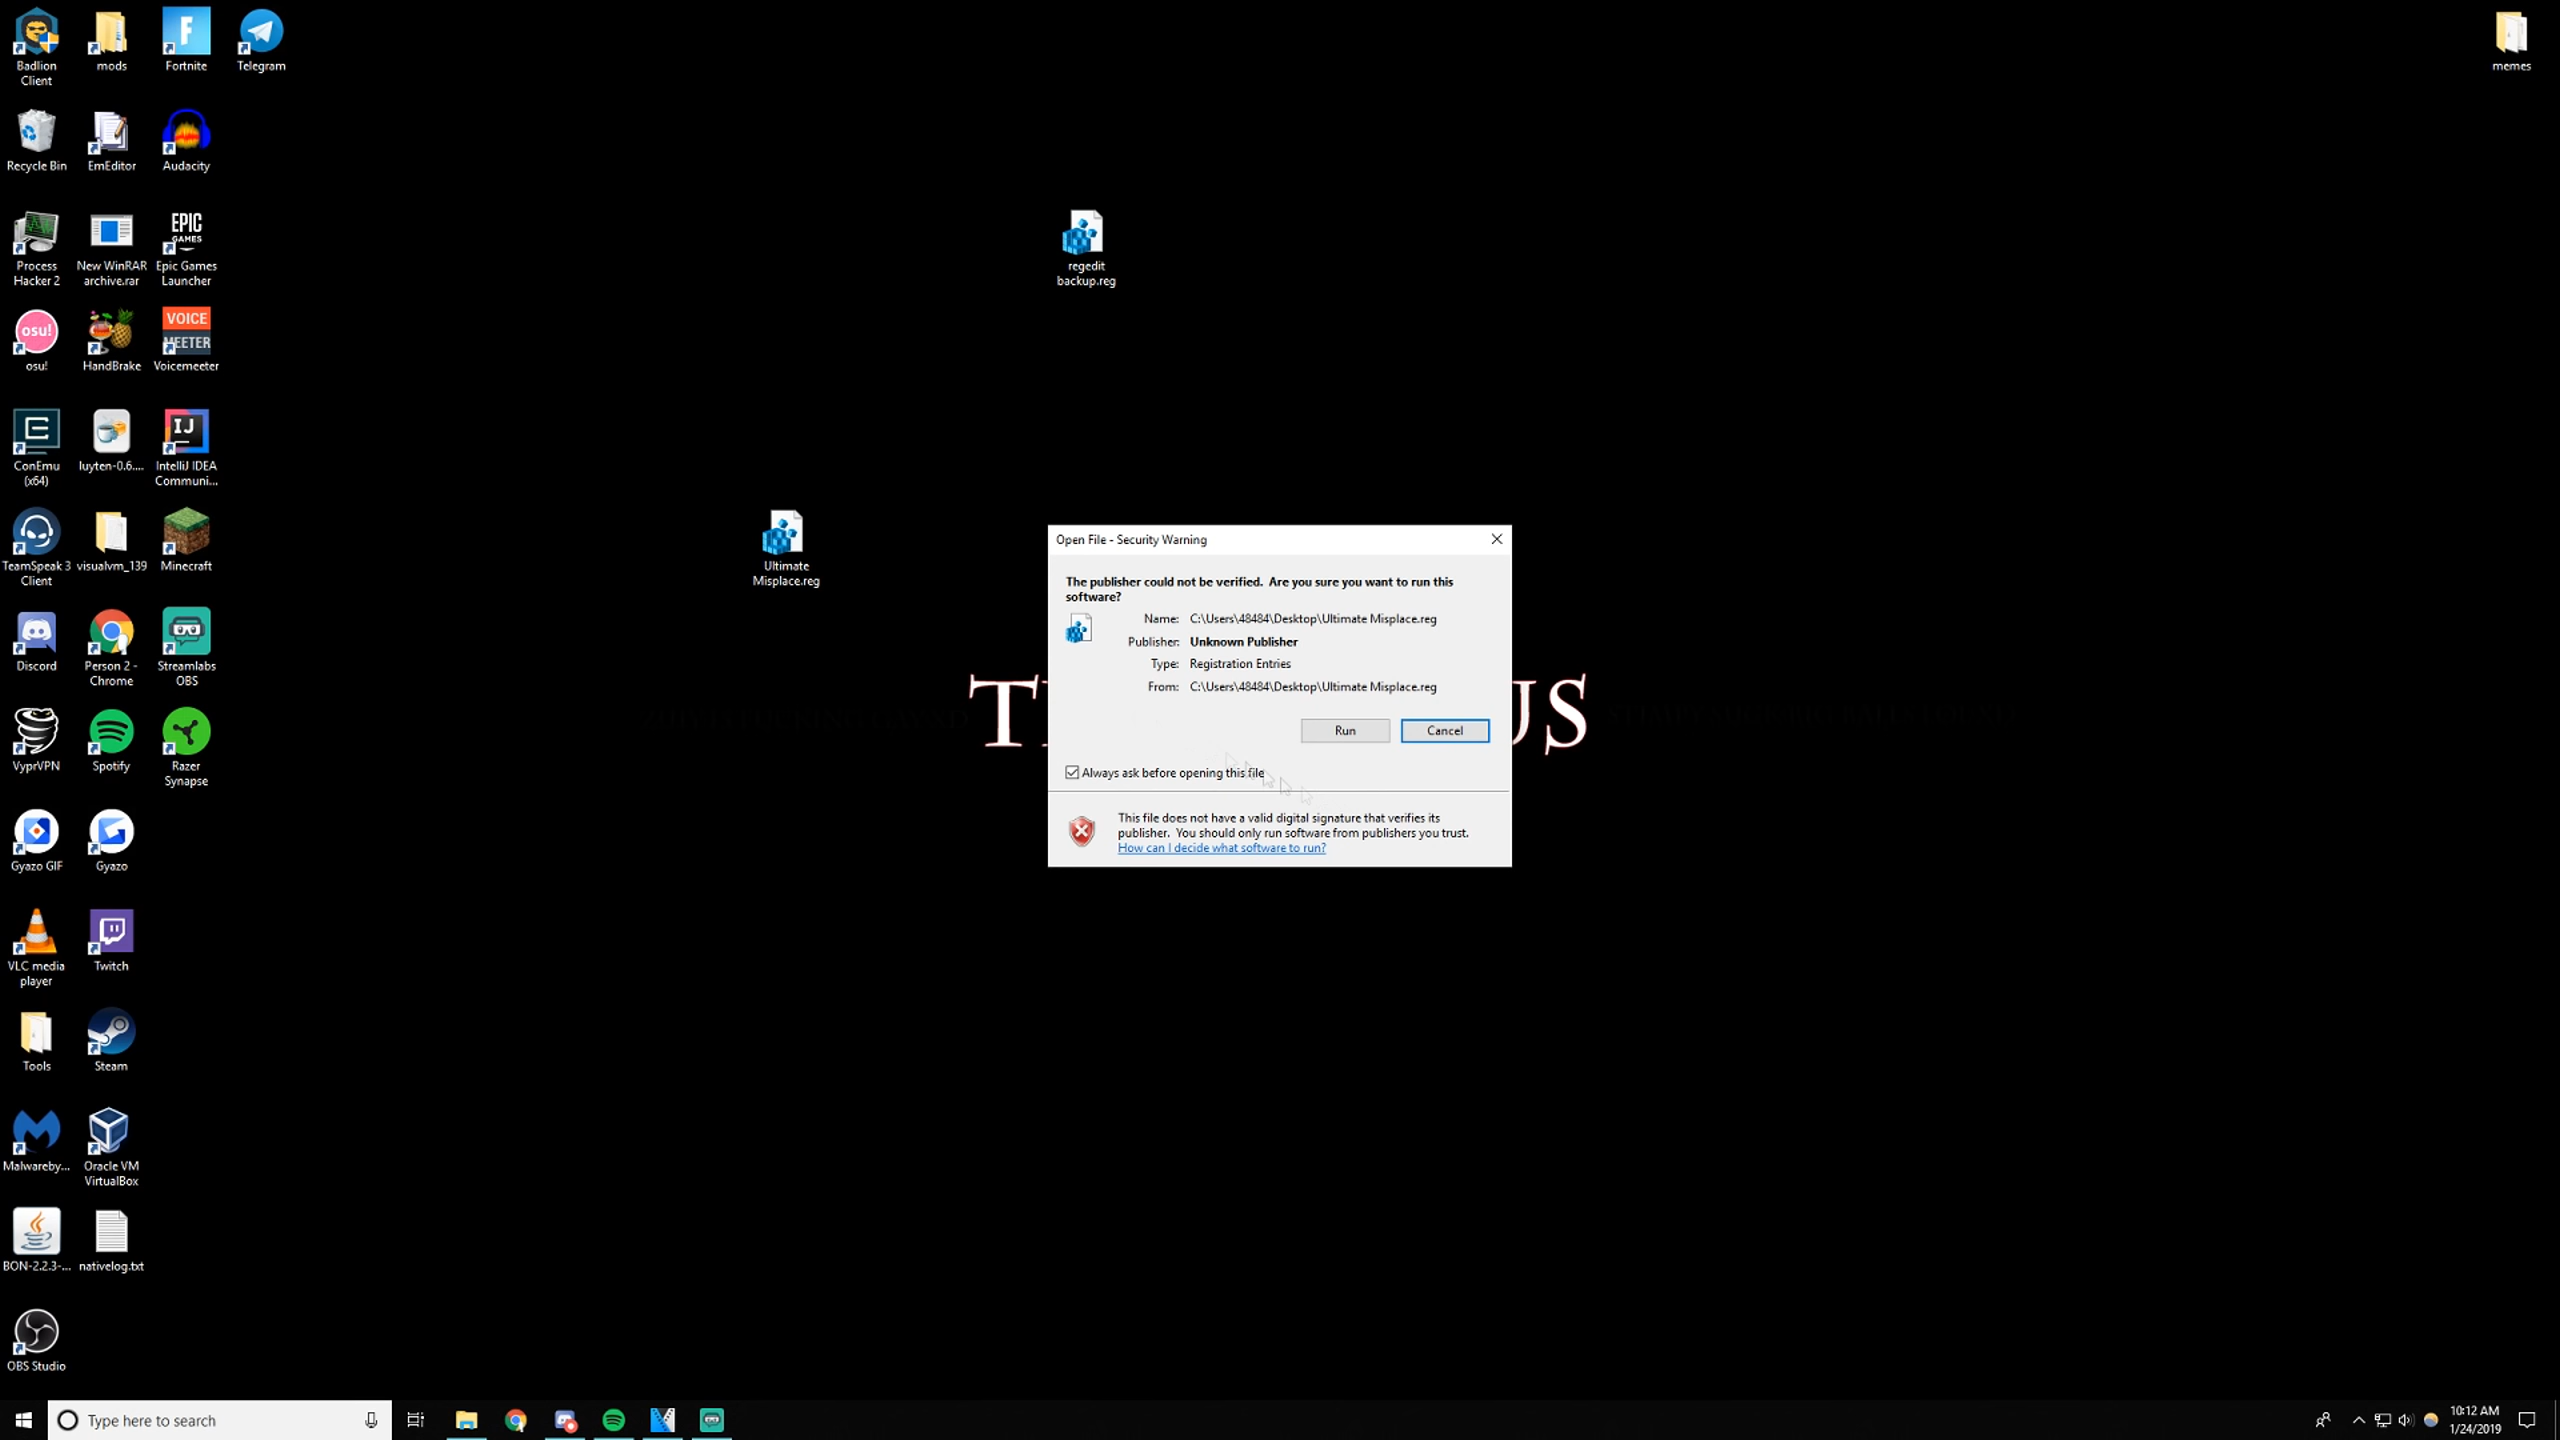 Badlion
Client
mods
Fortnite
Telegram
memes
Recycle Bin
EmEditor
Audacity
Process
Hacker 2
New WinRAR
archive.rar
EPIC
GAMES
Epic Games
Launcher
regedit
backup.reg
osu!
osu!
HandBrake
VOICE
MEETER
Voicemeeter
ConEmu
(x64)
luyten-0.6....
IJ
IntelliJ IDEA
Communi...
TeamSpeak 3
Client
visualvm_139
Minecraft
Ultimate
Misplace.reg
Discord
Person 2 -
Chrome
Streamlabs
OBS
VyprVPN
Spotify
Razer
Synapse
Gyazo GIF
Gyazo
VLC media
player
Twitch
Tools
Steam
Malwareby...
Oracle VM
VirtualBox
BON-2.2.3-...
nativelog.txt
OBS Studio
Open File - Security Warning
The publisher could not be verified.  Are you sure you want to run this
software?
Name: C:\Users\48484\Desktop\Ultimate Misplace.reg
Publisher: Unknown Publisher
Type: Registration Entries
From: C:\Users\48484\Desktop\Ultimate Misplace.reg
Run
Cancel
Always ask before opening this file
This file does not have a valid digital signature that verifies its
publisher.  You should only run software from publishers you trust.
How can I decide what software to run?
Type here to search
10:12 AM
1/24/2019